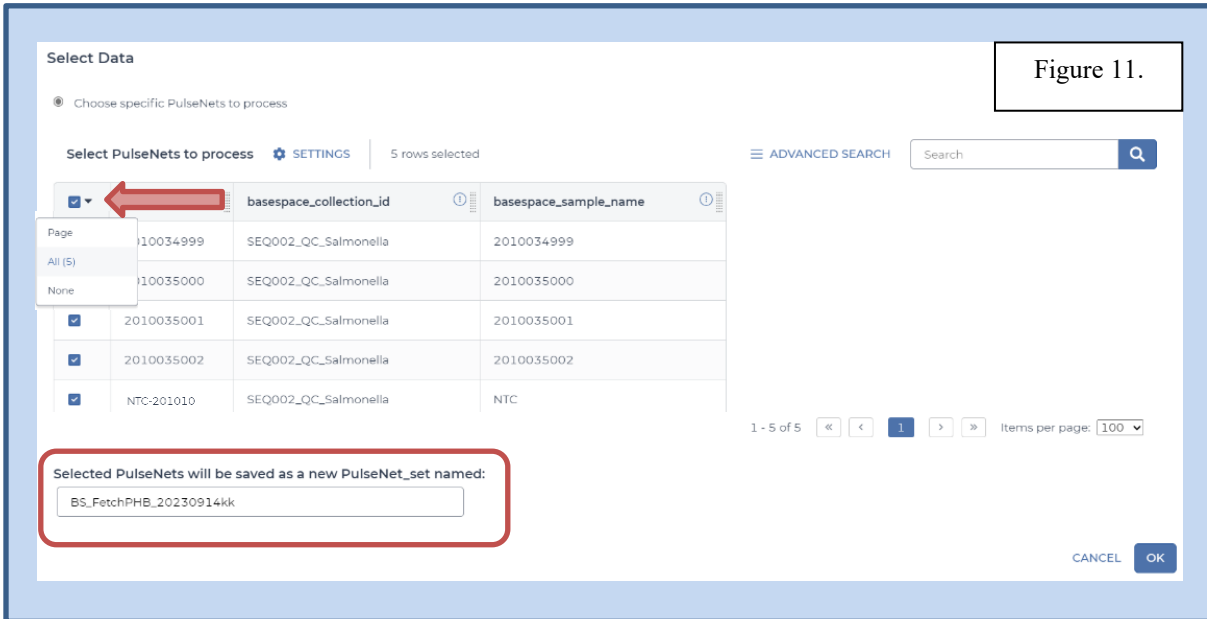 Select Data
Figure 11.
Choose specific PulseNets to process
Select PulseNets to process SETTINGS 5 rows selected ADVANCED SEARCH Search
basespace_collection_id basespace_sample_name
Page
10034999 SEQ002_QC_Salmonella 2010034999
All (5)
10035000 SEQ002_QC_Salmonella 2010035000
None
2010035001 SEQ002_QC_Salmonella 2010035001
2010035002 SEQ002_QC_Salmonella 2010035002
NTC-201010 SEQ002_QC_Salmonella NTC
1 - 5 of 5 « ‹ 1 › » Items per page: 100
Selected PulseNets will be saved as a new PulseNet_set named:
BS_FetchPHB_20230914kk
CANCEL OK